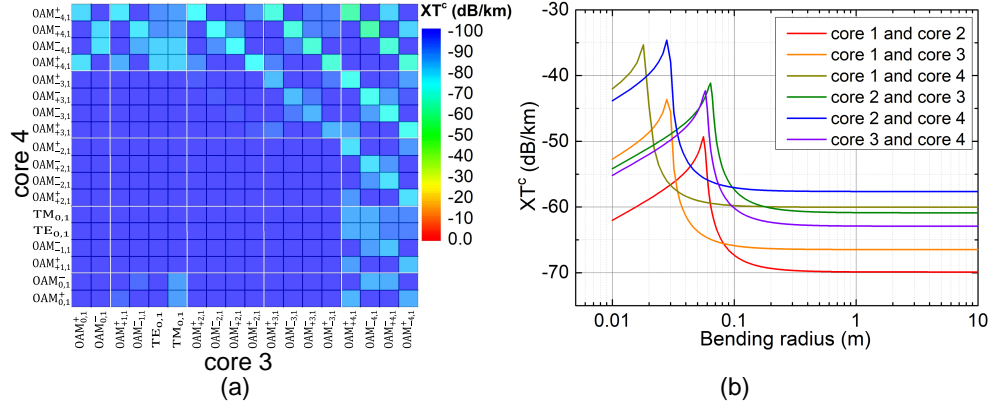 XTᶜ (dB/km)
OAM⁺₋₄,₁
OAM⁻₊₄,₁
OAM⁻₋₄,₁
OAM⁺₊₄,₁
OAM⁺₋₃,₁
OAM⁻₊₃,₁
OAM⁻₋₃,₁
OAM⁺₊₃,₁
OAM⁺₋₂,₁
OAM⁻₊₂,₁
OAM⁻₋₂,₁
OAM⁺₊₂,₁
TM₀,₁
TE₀,₁
OAM⁻₋₁,₁
OAM⁺₊₁,₁
OAM⁻₀,₁
OAM⁺₀,₁
core 4
-100
-90
-80
-70
-60
-50
-40
-30
-20
-10
0.0
OAM⁺₀,₁
OAM⁻₀,₁
OAM⁺₊₁,₁
OAM⁻₋₁,₁
TE₀,₁
TM₀,₁
OAM⁺₊₂,₁
OAM⁻₋₂,₁
OAM⁻₊₂,₁
OAM⁺₋₂,₁
OAM⁺₊₃,₁
OAM⁻₋₃,₁
OAM⁻₊₃,₁
OAM⁺₋₃,₁
OAM⁺₊₄,₁
OAM⁻₋₄,₁
OAM⁻₊₄,₁
OAM⁺₋₄,₁
core 3
(a)
XTᶜ (dB/km)
-30
-40
-50
-60
-70
core 1 and core 2
core 1 and core 3
core 1 and core 4
core 2 and core 3
core 2 and core 4
core 3 and core 4
0.01
0.1
1
10
Bending radius (m)
(b)